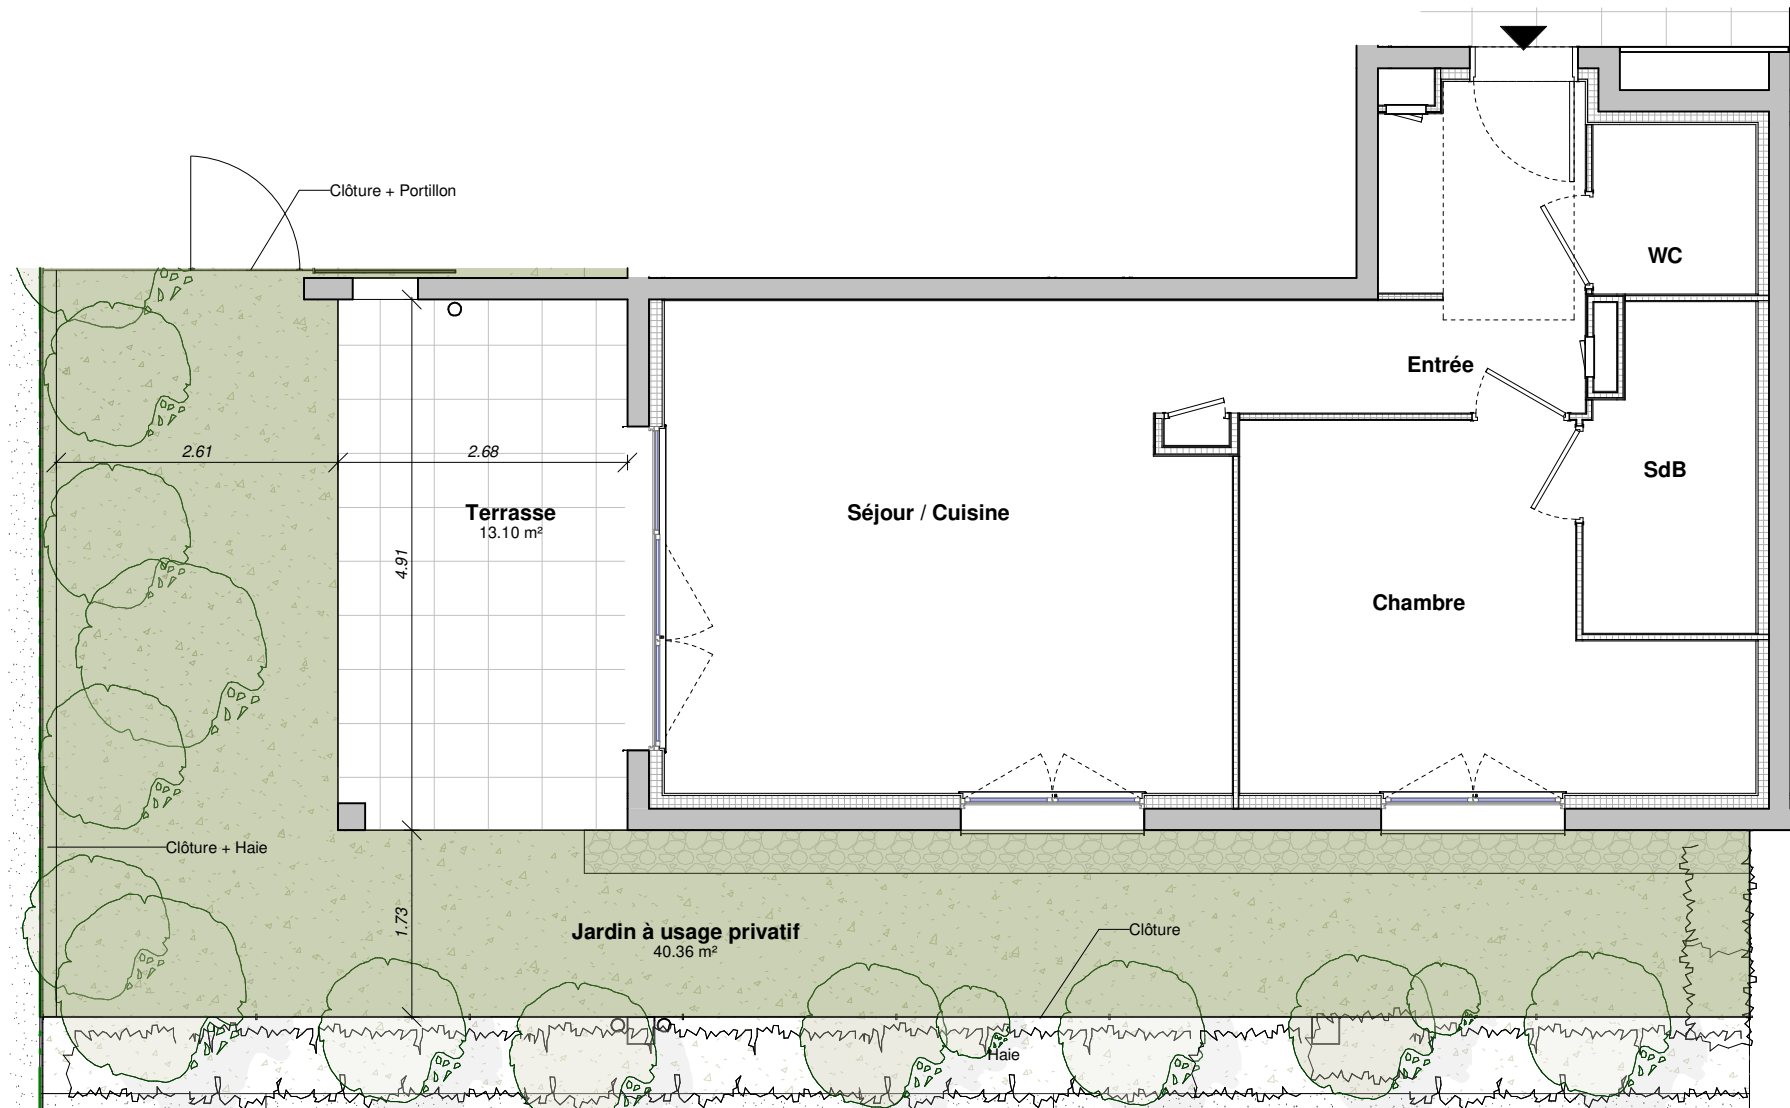 Clôture + Portillon
WC
Entrée
2.61
2.68
SdB
Terrasse
13.10 m²
Séjour / Cuisine
4.91
Chambre
Clôture + Haie
1.73
Jardin à usage privatif
40.36 m²
Clôture
Haie